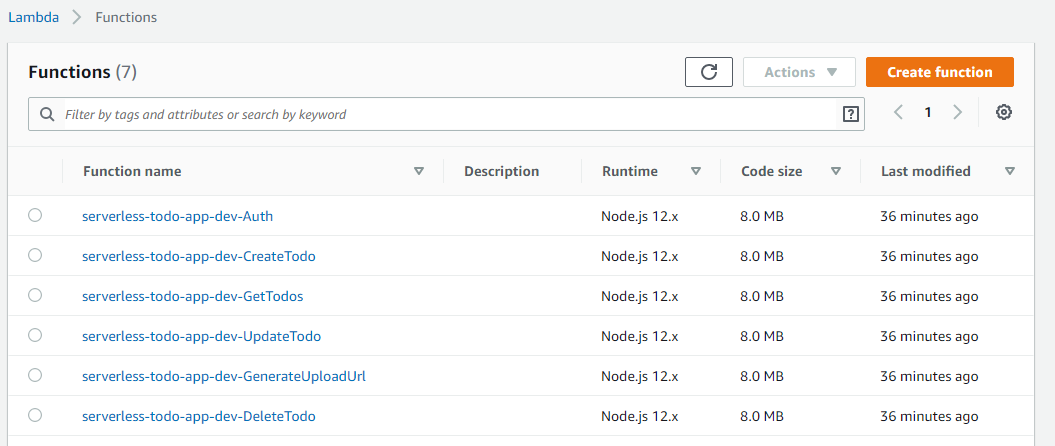 Lambda > Functions
Functions (7) Actions Create function
Filter by tags and attributes or search by keyword ? 1
Function name Description Runtime Code size Last modified
serverless-todo-app-dev-Auth Node.js 12.x 8.0 MB 36 minutes ago
serverless-todo-app-dev-CreateTodo Node.js 12.x 8.0 MB 36 minutes ago
serverless-todo-app-dev-GetTodos Node.js 12.x 8.0 MB 36 minutes ago
serverless-todo-app-dev-UpdateTodo Node.js 12.x 8.0 MB 36 minutes ago
serverless-todo-app-dev-GenerateUploadUrl Node.js 12.x 8.0 MB 36 minutes ago
serverless-todo-app-dev-DeleteTodo Node.js 12.x 8.0 MB 36 minutes ago